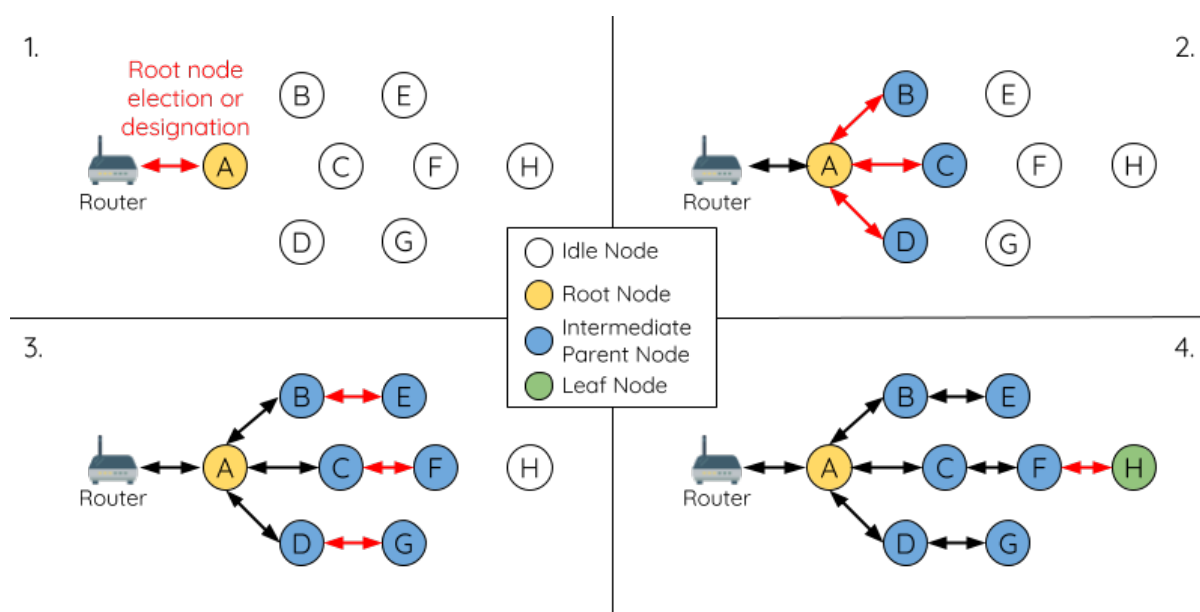 1.
Root node
election or
designation
B
E
A
C
F
H
Router
D
G
2.
B
E
A
C
F
H
Router
D
G
Idle Node
Root Node
Intermediate
Parent Node
Leaf Node
3.
B
E
A
C
F
H
Router
D
G
4.
B
E
A
C
F
H
Router
D
G